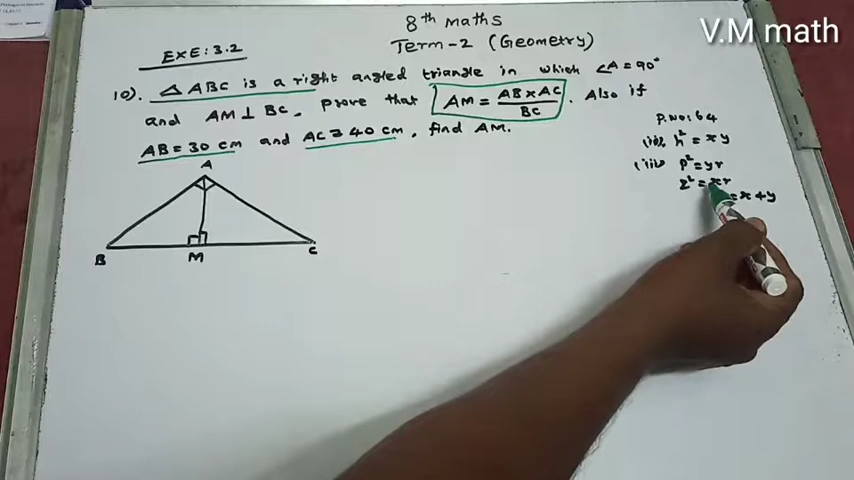 8th maths
V.M math
EXE: 3.2
Term-2 (Geometry)
10). △ ABC is a right angled triangle in which ∠A = 90°
and AM ⊥ BC, prove that AM = AB × AC / BC. Also if
AB = 30 cm and AC = 40 cm, find AM.
P.No: 64
h² = xy
(iii) p² = yr
q² = xr
= x + y
A
B
M
C